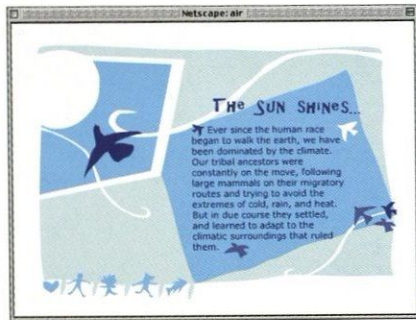 Netscape: air
The Sun Shines...
Ever since the human race
began to walk the earth, we have
been dominated by the climate.
Our tribal ancestors were
constantly on the move, following
large mammals on their migratory
routes and trying to avoid the
extremes of cold, rain, and heat.
But in due course they settled,
and learned to adapt to the
climatic surroundings that ruled
them.